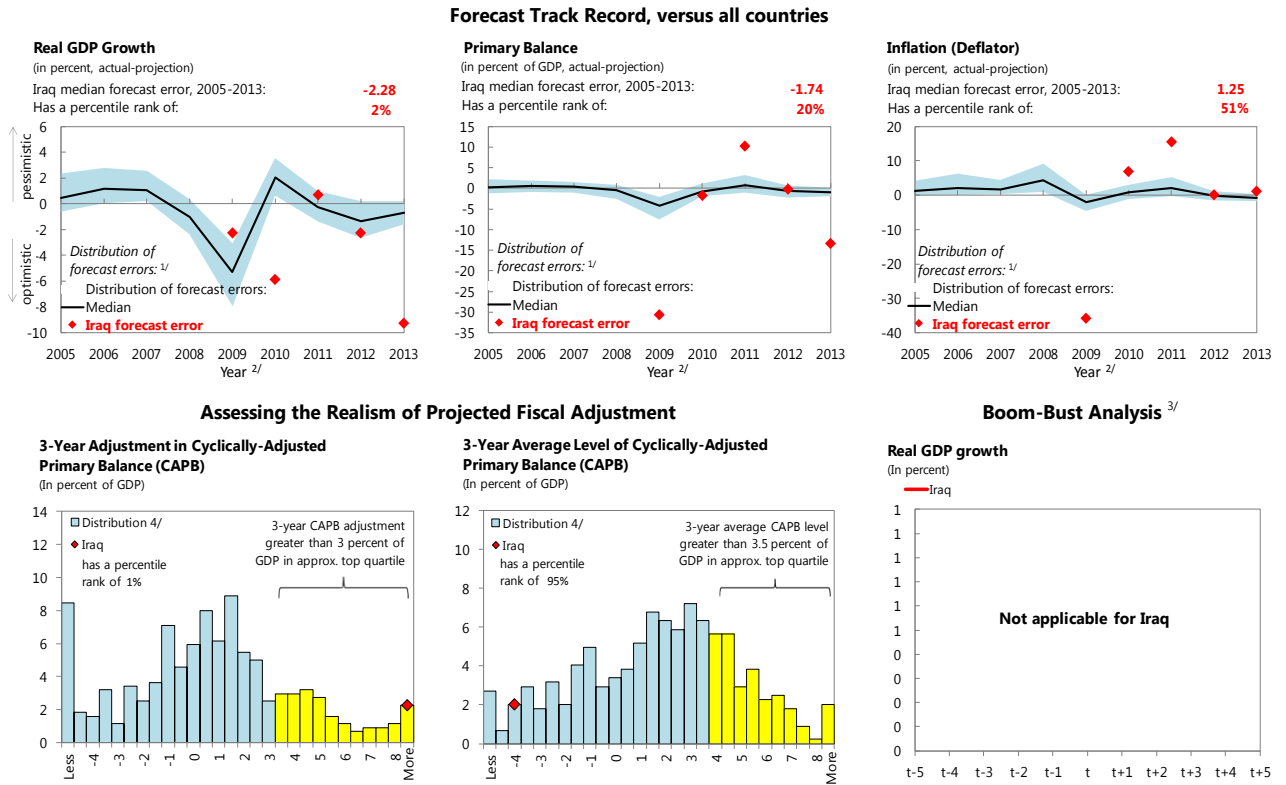 Forecast Track Record, versus all countries
Real GDP Growth
(in percent, actual-projection)
Iraq median forecast error, 2005-2013: -2.28
Has a percentile rank of: 2%
pessimistic
optimistic
6
4
2
0
-2
-4
-6
-8
-10
Distribution of
forecast errors: 1/
Distribution of forecast errors:
Median
Iraq forecast error
2005 2006 2007 2008 2009 2010 2011 2012 2013
Year 2/
Primary Balance
(in percent of GDP, actual-projection)
Iraq median forecast error, 2005-2013: -1.74
Has a percentile rank of: 20%
15
10
5
0
-5
-10
-15
-20
-25
-30
-35
Distribution of
forecast errors: 1/
Distribution of forecast errors:
Median
Iraq forecast error
2005 2006 2007 2008 2009 2010 2011 2012 2013
Year 2/
Inflation (Deflator)
(in percent, actual-projection)
Iraq median forecast error, 2005-2013: 1.25
Has a percentile rank of: 51%
20
10
0
-10
-20
-30
-40
Distribution of
forecast errors: 1/
Distribution of forecast errors:
Median
Iraq forecast error
2005 2006 2007 2008 2009 2010 2011 2012 2013
Year 2/
Assessing the Realism of Projected Fiscal Adjustment
3-Year Adjustment in Cyclically-Adjusted
Primary Balance (CAPB)
(In percent of GDP)
14
12
10
8
6
4
2
0
Distribution 4/
Iraq
has a percentile
rank of 1%
3-year CAPB adjustment
greater than 3 percent of
GDP in approx. top quartile
Less -4 -3 -2 -1 0 1 2 3 4 5 6 7 8 More
3-Year Average Level of Cyclically-Adjusted
Primary Balance (CAPB)
(In percent of GDP)
12
10
8
6
4
2
0
Distribution 4/
Iraq
has a percentile
rank of 95%
3-year average CAPB level
greater than 3.5 percent of
GDP in approx. top quartile
Less -4 -3 -2 -1 0 1 2 3 4 5 6 7 8 More
Boom-Bust Analysis 3/
Real GDP growth
(In percent)
Iraq
1
1
1
1
1
1
0
0
0
0
0
Not applicable for Iraq
t-5 t-4 t-3 t-2 t-1 t t+1 t+2 t+3 t+4 t+5